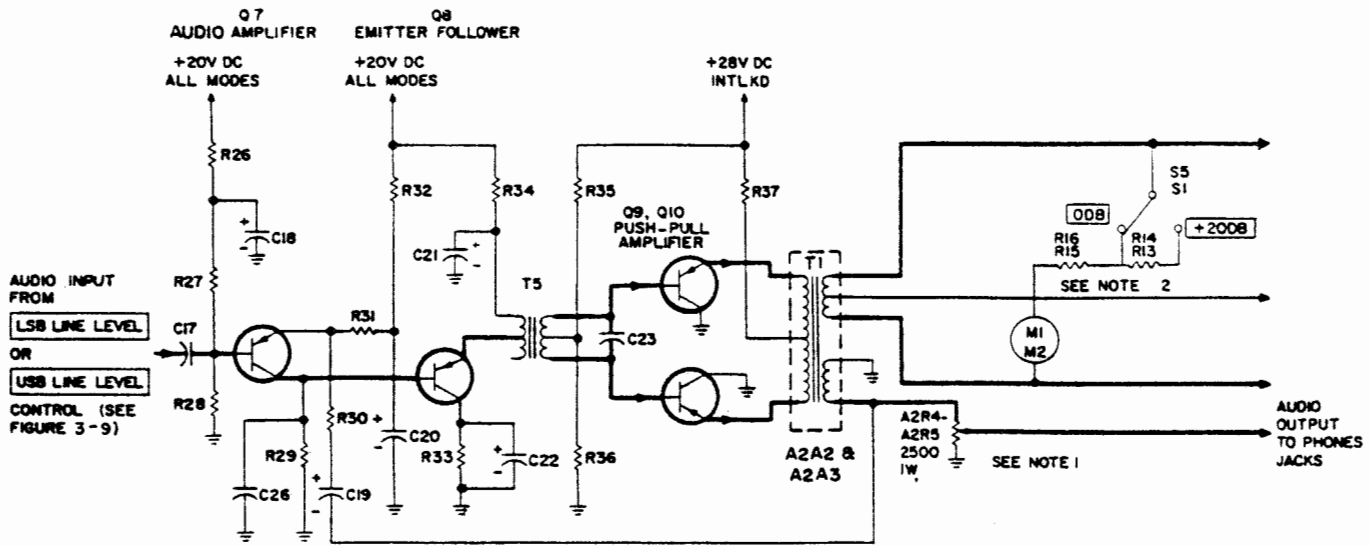 Q7
AUDIO AMPLIFIER
Q8
EMITTER FOLLOWER
+20V DC
ALL MODES
+20V DC
ALL MODES
+28V DC
INTLKD
R26
R32
R34
R35
R37
S5
S1
C18
C21
+
-
+
-
Q9, Q10
PUSH-PULL
AMPLIFIER
0DB
+20DB
R16
R15
R14
R13
SEE NOTE 2
T5
T1
R27
AUDIO INPUT
FROM
LSB LINE LEVEL
OR
USB LINE LEVEL
CONTROL (SEE
FIGURE 3-9)
C17
R31
C23
M1
M2
R28
R30
C20
+
-
R29
R33
C22
+
-
R36
C26
C19
+
-
A2A2 &
A2A3
A2R4-
A2R5
2500
1W,
SEE NOTE 1
AUDIO
OUTPUT
TO PHONES
JACKS